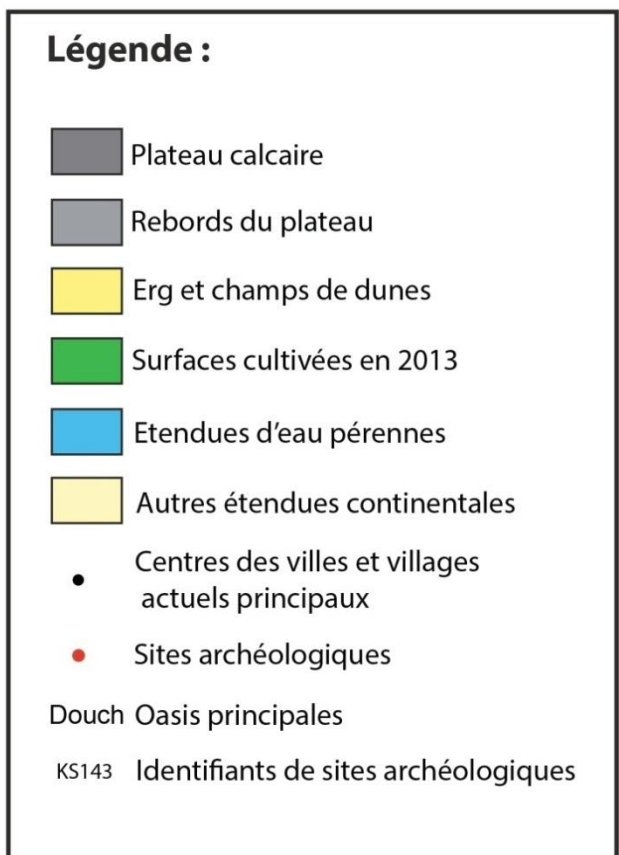 Légende :
Plateau calcaire
Rebords du plateau
Erg et champs de dunes
Surfaces cultivées en 2013
Etendues d'eau pérennes
Autres étendues continentales
Centres des villes et villages
actuels principaux
Sites archéologiques
Douch Oasis principales
KS143 Identifiants de sites archéologiques